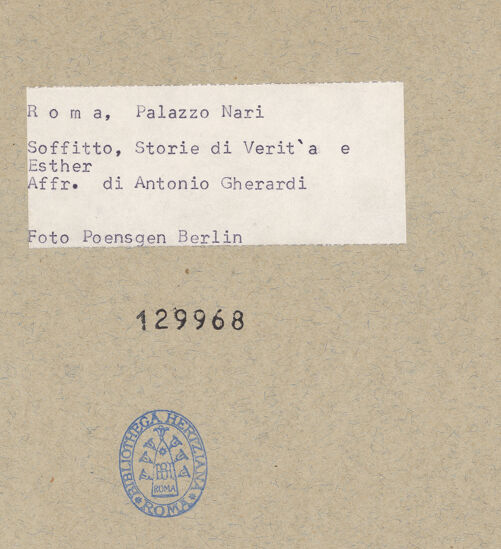 R o m a, Palazzo Nari
Soffitto, Storie di Verit`a e
Esther
Affr. di Antonio Gherardi
Foto Poensgen Berlin
129968
BIBLIOTHECA HERTZIANA
ROMA
ROMA